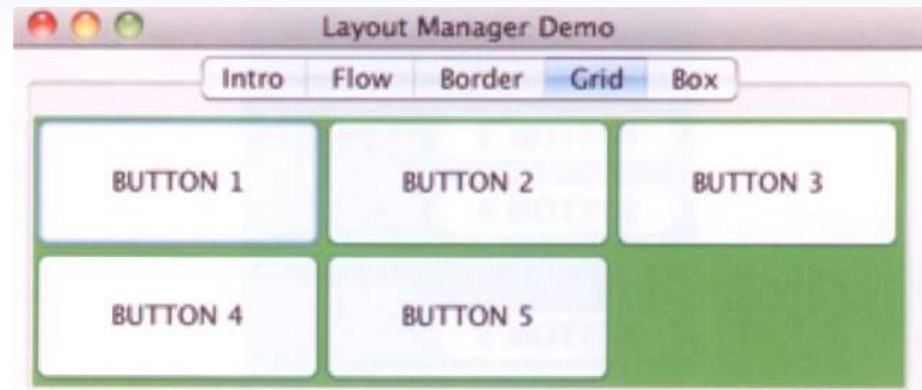 Layout Manager Demo
Intro Flow Border Grid Box
BUTTON 1 BUTTON 2 BUTTON 3
BUTTON 4 BUTTON 5